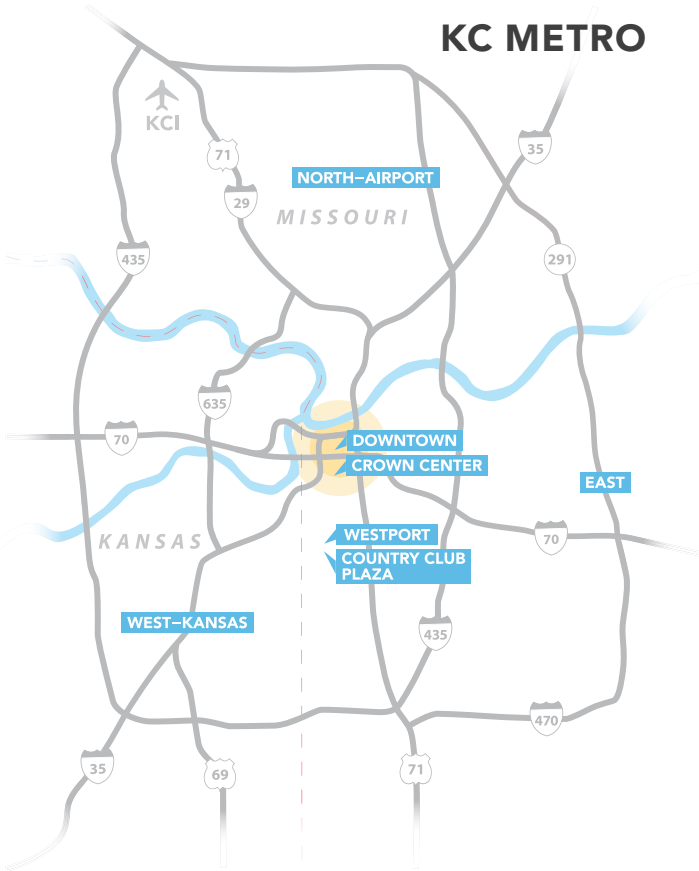 KC METRO
KCI
35
71
NORTH–AIRPORT
29
MISSOURI
435
291
635
70
DOWNTOWN
CROWN CENTER
EAST
WESTPORT
70
KANSAS
COUNTRY CLUB
PLAZA
WEST–KANSAS
435
470
35
69
71